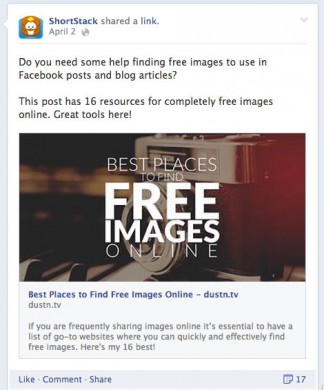 ShortStack shared a link.
April 2
Do you need some help finding free images to use in
Facebook posts and blog articles?
This post has 16 resources for completely free images
online. Great tools here!
BEST PLACES
TO FIND
FREE
IMAGES
ONLINE
Best Places to Find Free Images Online - dustn.tv
dustn.tv
If you are frequently sharing images online it's essential to have a
list of go-to websites where you can quickly and effectively find
free images. Here's my 16 best!
Like · Comment · Share
17